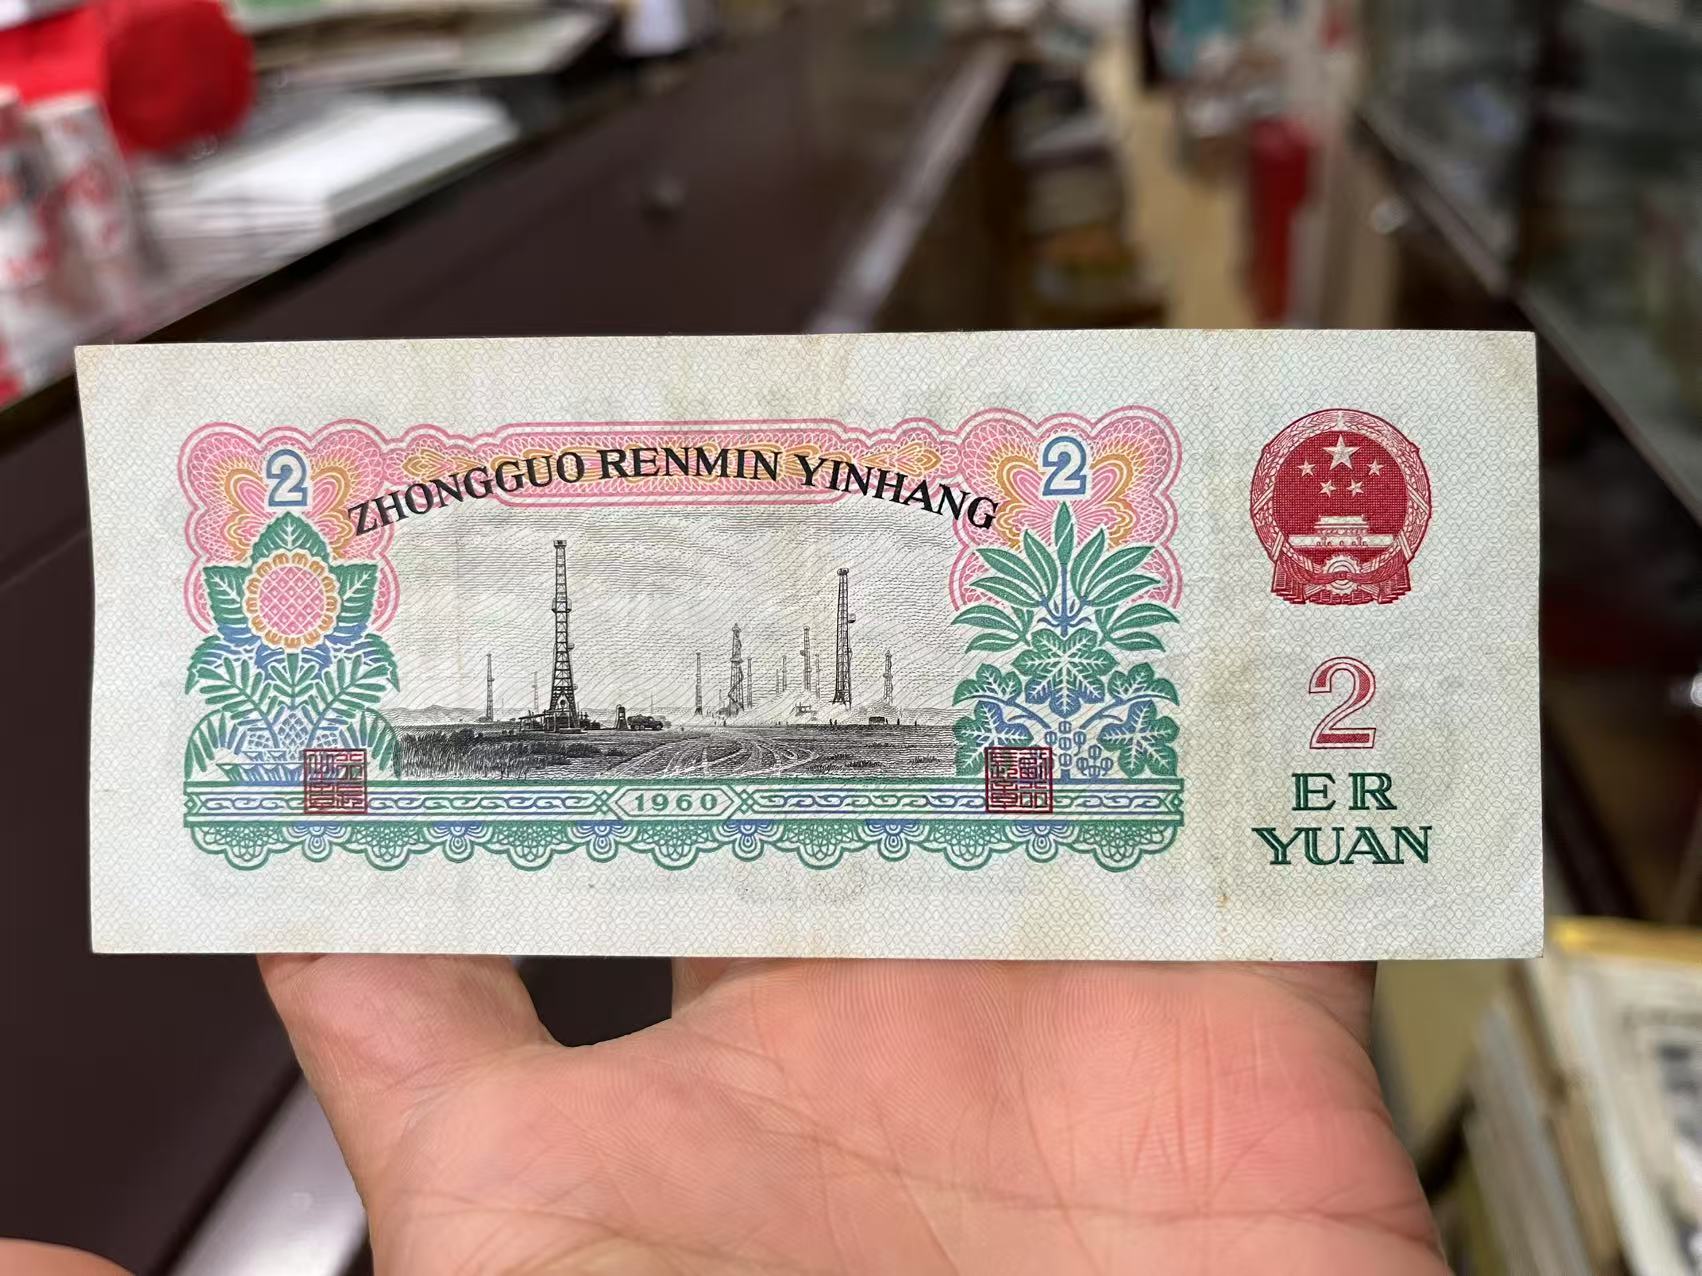 2
2
ZHONGGUO RENMIN YINHANG
1960
2
ER
YUAN